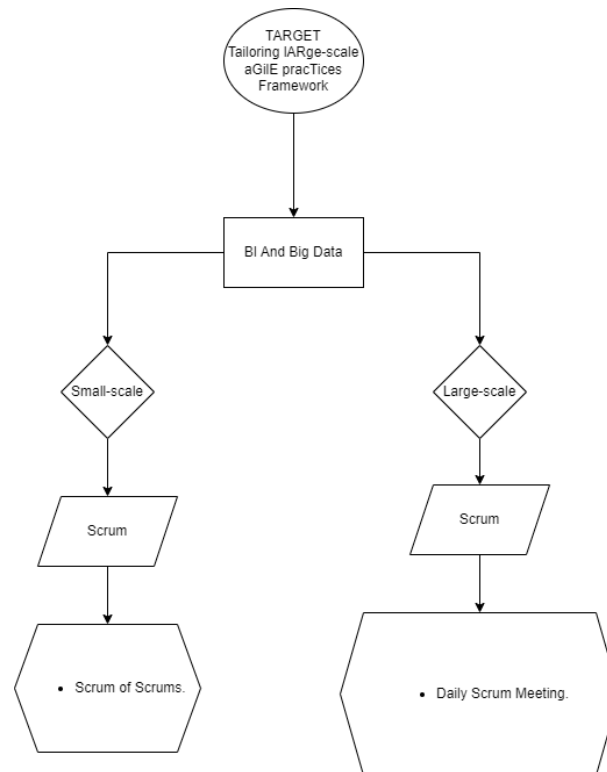 TARGET
Tailoring lARge-scale
aGilE pracTices
Framework
BI And Big Data
Small-scale
Large-scale
Scrum
Scrum
• Scrum of Scrums.
• Daily Scrum Meeting.